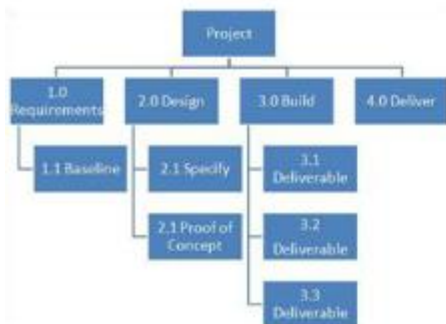 Project
1.0
Requirements
2.0 Design
3.0 Build
4.0 Deliver
1.1 Baseline
2.1 Specify
3.1
Deliverable
2.1 Proof of
Concept
3.2
Deliverable
3.3
Deliverable